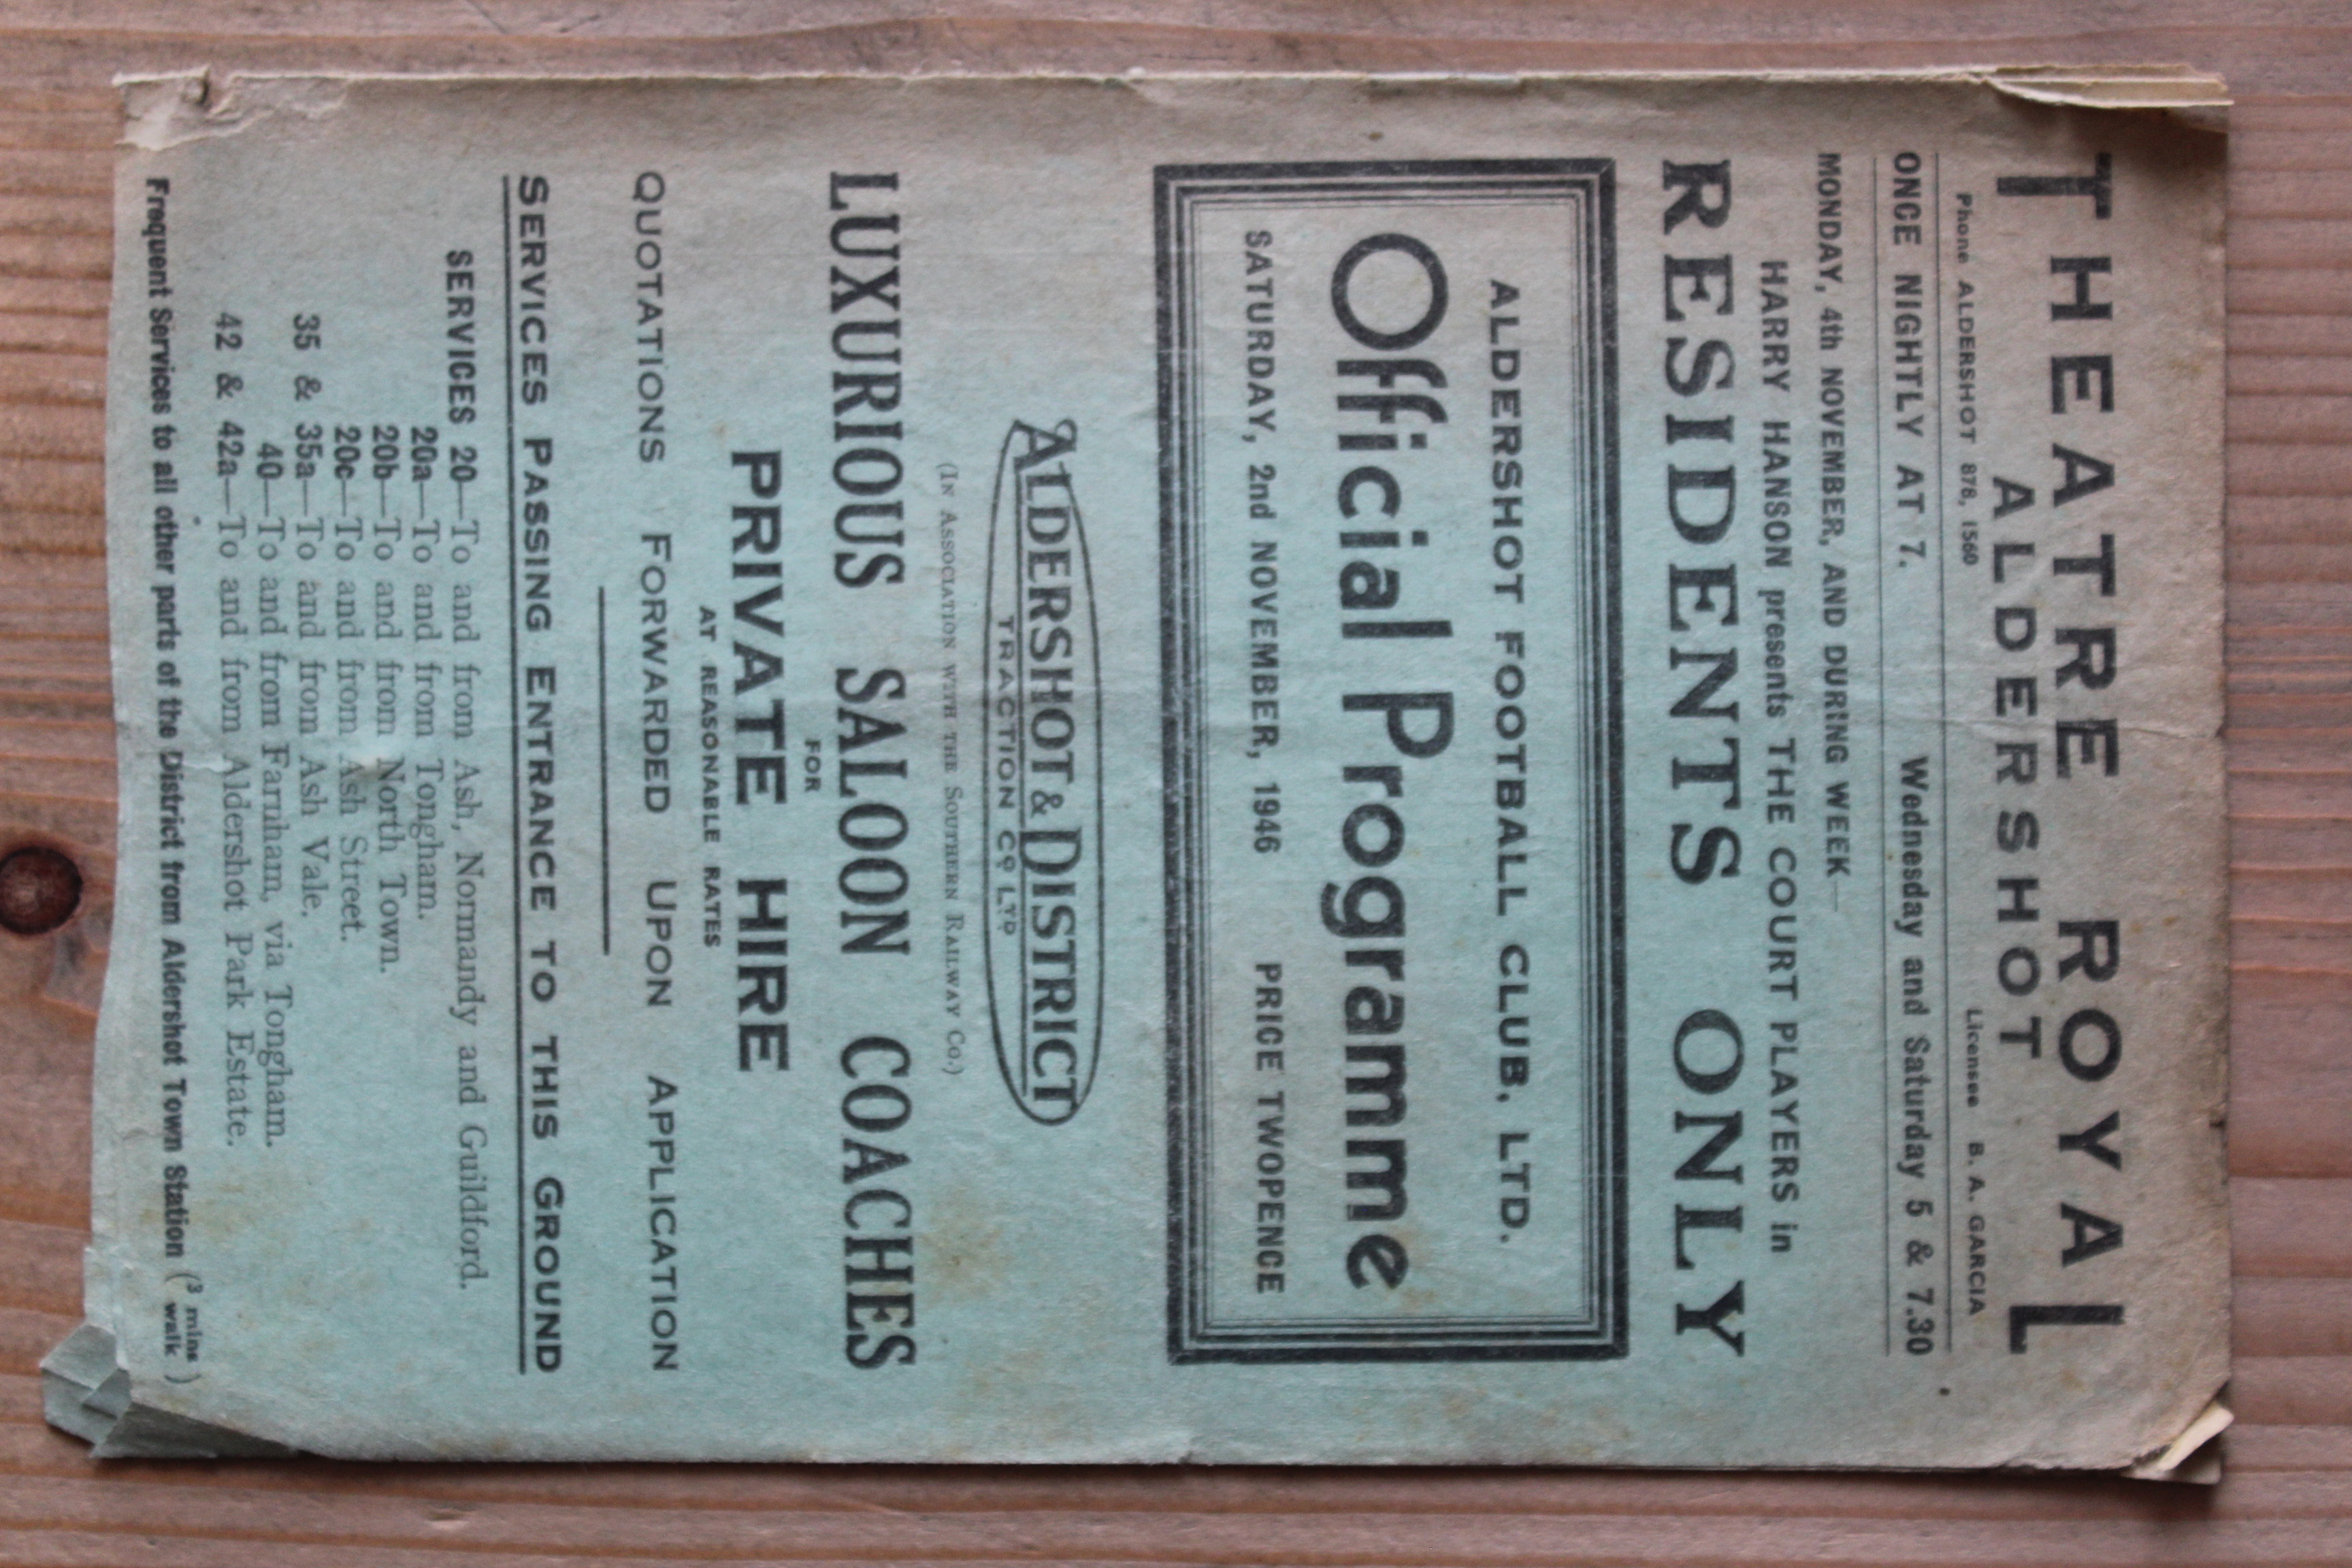 THEATRE ROYAL
ALDERSHOT
Phone ALDERSHOT 876, 1560 Licensee B. A. GARCIA
ONCE NIGHTLY AT 7. Wednesday and Saturday 5 & 7.30
MONDAY, 4th NOVEMBER, AND DURING WEEK—
HARRY HANSON presents THE COURT PLAYERS in
RESIDENTS ONLY
ALDERSHOT FOOTBALL CLUB, LTD.
Official Programme
SATURDAY, 2nd NOVEMBER, 1946 PRICE TWOPENCE
ALDERSHOT & DISTRICT
TRACTION CO LTD
(IN ASSOCIATION WITH THE SOUTHERN RAILWAY CO.)
LUXURIOUS SALOON COACHES
FOR
PRIVATE HIRE
AT REASONABLE RATES
QUOTATIONS FORWARDED UPON APPLICATION
SERVICES PASSING ENTRANCE TO THIS GROUND
SERVICES 20—To and from Ash, Normandy and Guildford.
20a—To and from Tongham.
20b—To and from North Town.
20c—To and from Ash Street.
35 & 35a—To and from Ash Vale.
40—To and from Farnham, via Tongham.
42 & 42a—To and from Aldershot Park Estate.
Frequent Services to all other parts of the District from Aldershot Town Station (3 mins walk)